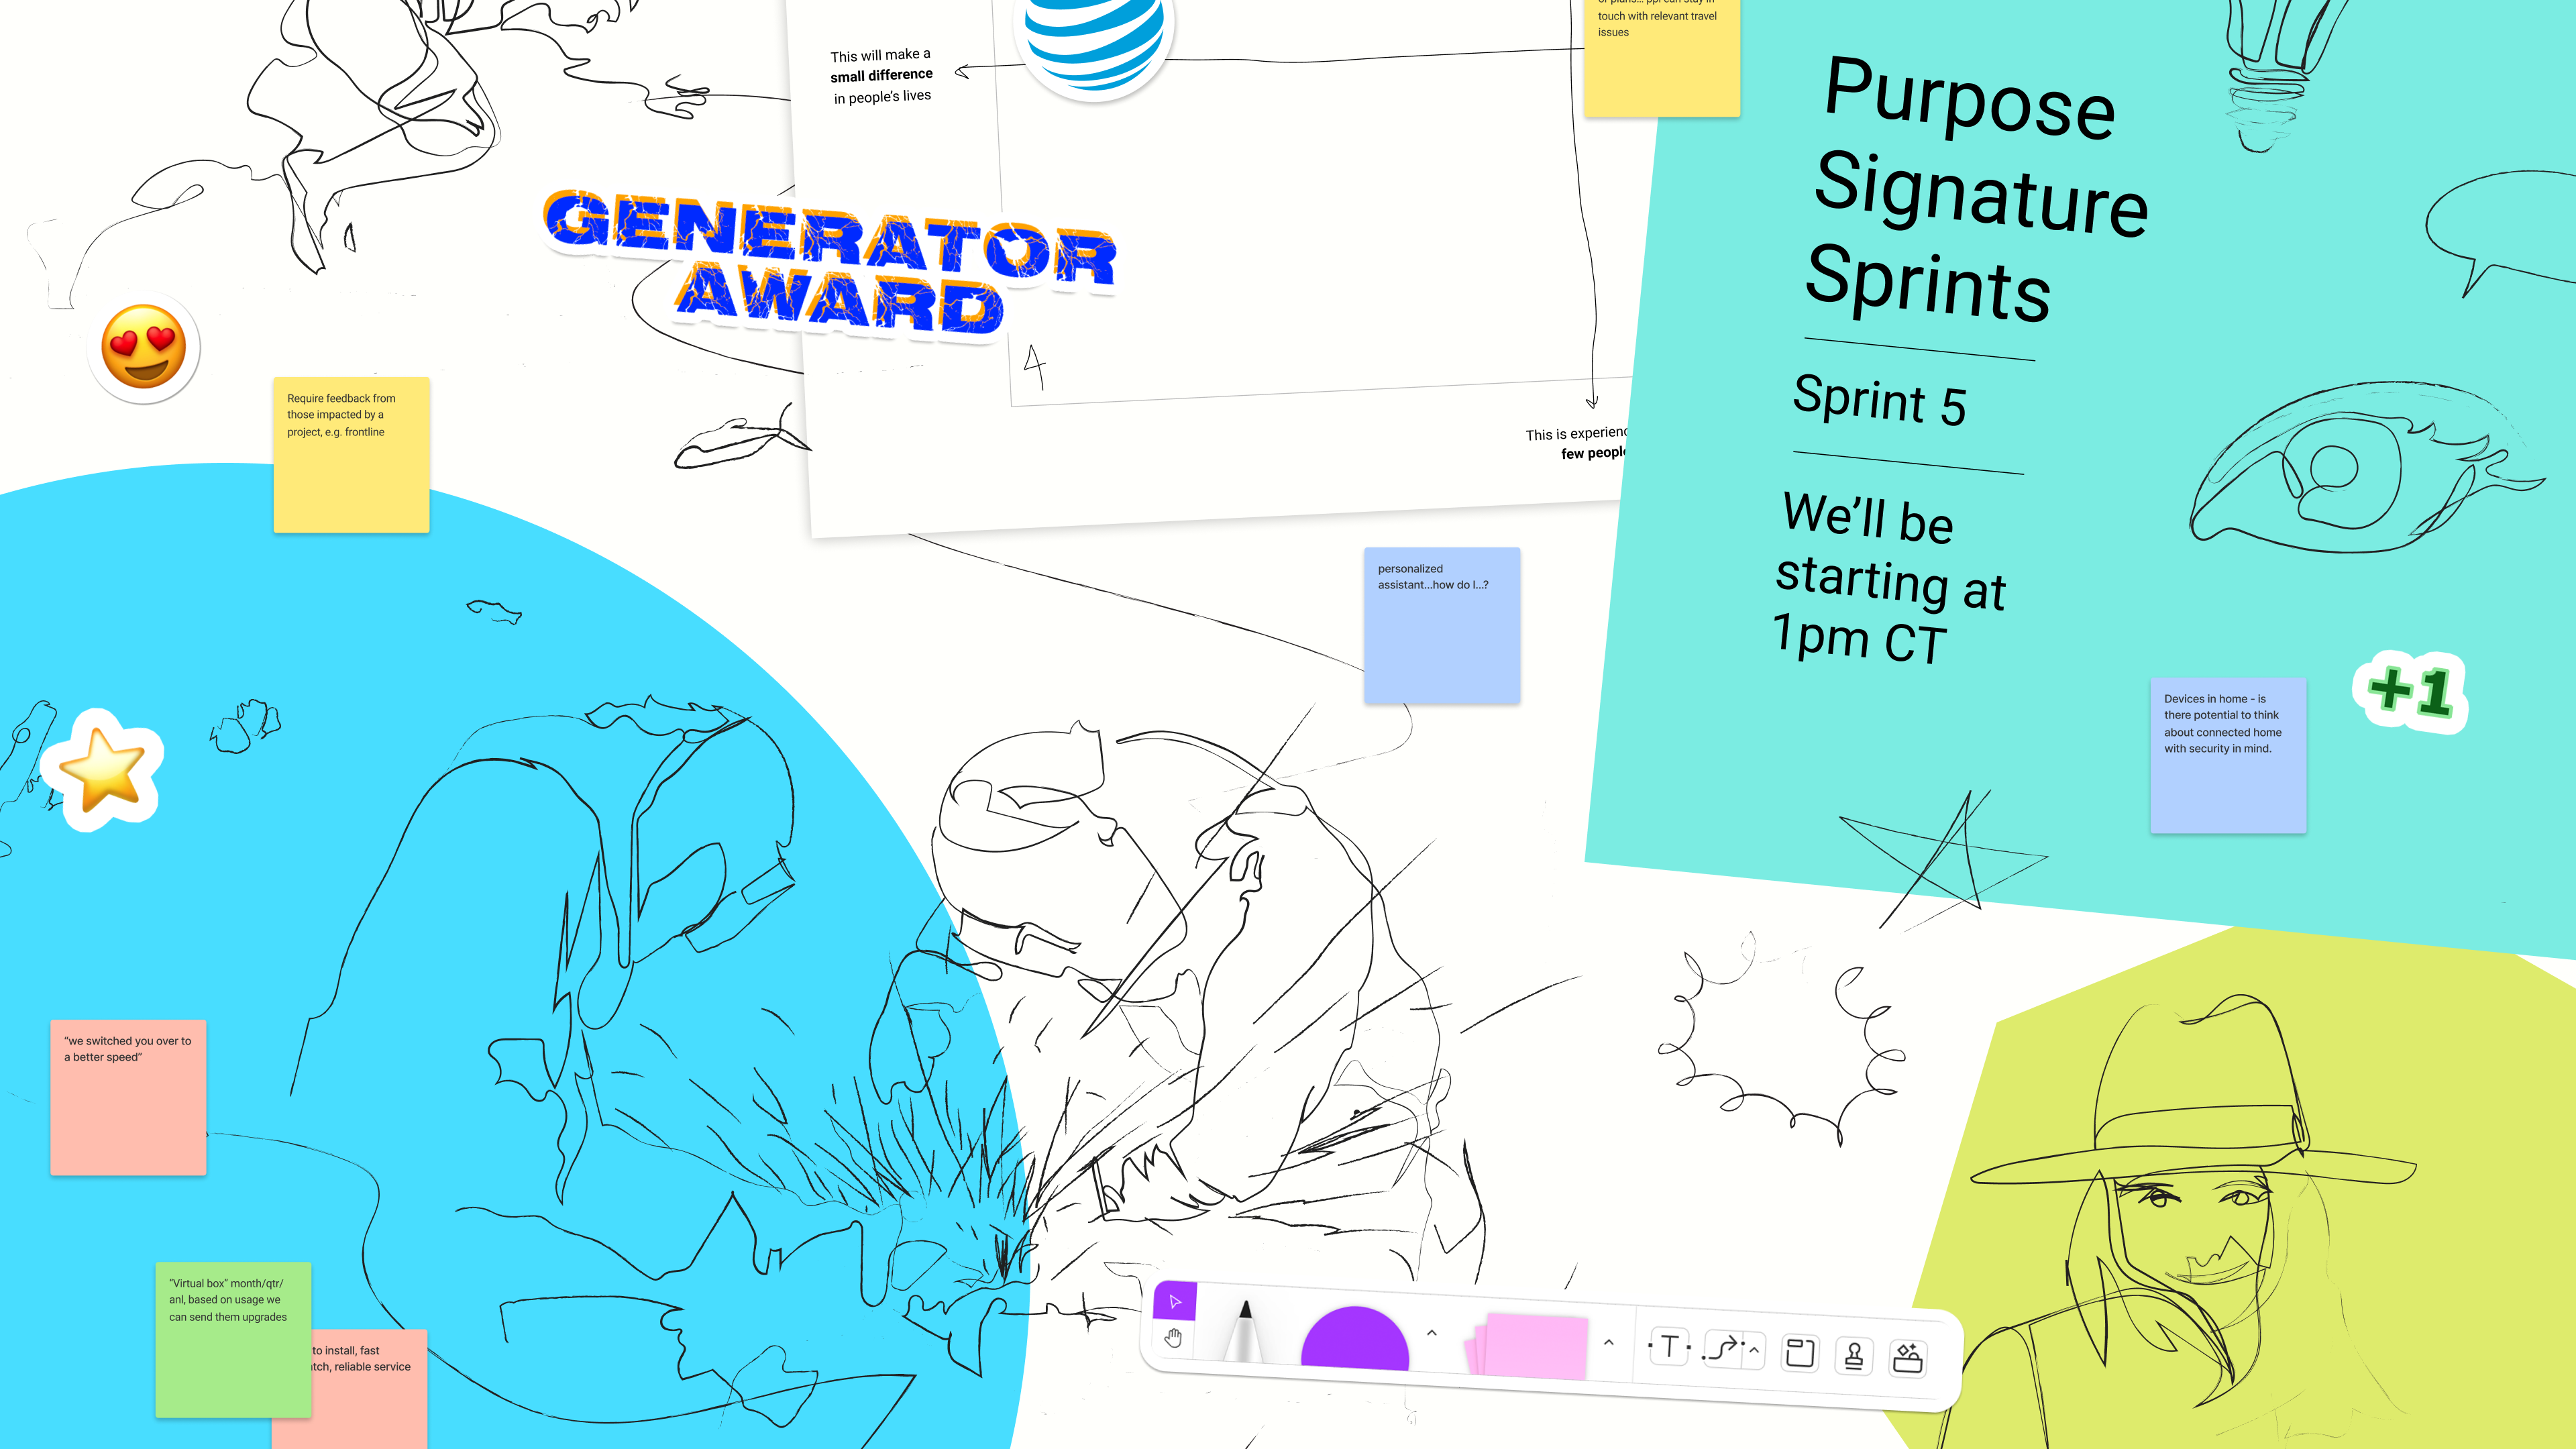 This will make a
small difference
in people’s lives
touch with relevant travel
issues
Purpose
Signature
Sprints
Sprint 5
We’ll be
starting at
1pm CT
GENERATOR
AWARD
4
This is
few
Require feedback from
those impacted by a
project, e.g. frontline
personalized
assistant...how do I...?
Devices in home - is
there potential to think
about connected home
with security in mind.
+1
“we switched you over to
a better speed”
“Virtual box” month/qtr/
anl, based on usage we
can send them upgrades
to install, fast
reliable service
T